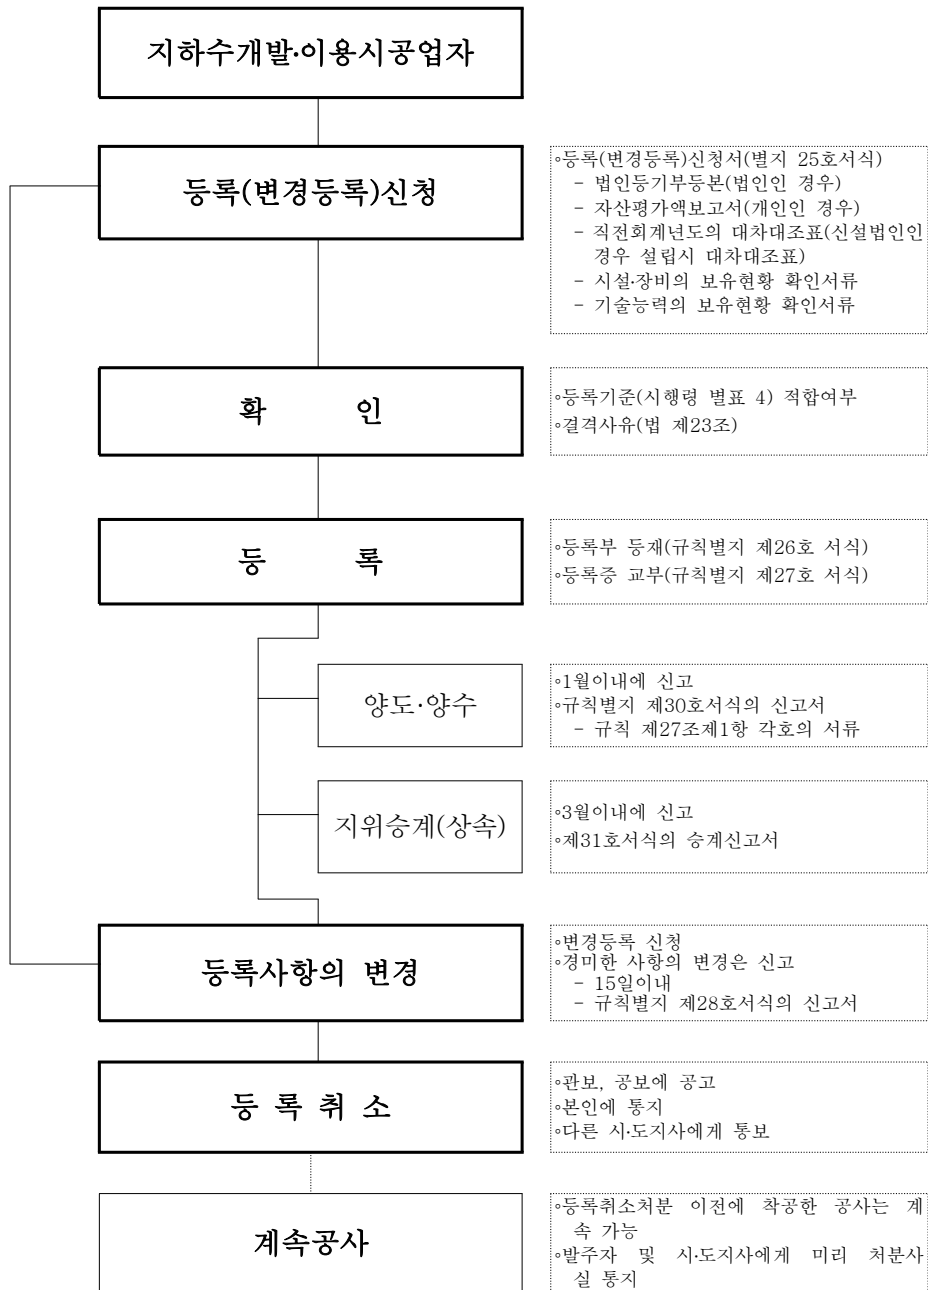 지하수개발·이용시공업자
등록(변경등록)신청
◦등록(변경등록)신청서(별지 25호서식)
- 법인등기부등본(법인인 경우)
- 자산평가액보고서(개인인 경우)
- 직전회계년도의 대차대조표(신설법인인
경우 설립시 대차대조표)
- 시설·장비의 보유현황 확인서류
- 기술능력의 보유현황 확인서류
확 인
◦등록기준(시행령 별표 4) 적합여부
◦결격사유(법 제23조)
등 록
◦등록부 등재(규칙별지 제26호 서식)
◦등록증 교부(규칙별지 제27호 서식)
양도·양수
◦1월이내에 신고
◦규칙별지 제30호서식의 신고서
- 규칙 제27조제1항 각호의 서류
지위승계(상속)
◦3월이내에 신고
◦제31호서식의 승계신고서
등록사항의 변경
◦변경등록 신청
◦경미한 사항의 변경은 신고
- 15일이내
- 규칙별지 제28호서식의 신고서
등 록 취 소
◦관보, 공보에 공고
◦본인에 통지
◦다른 시·도지사에게 통보
계속공사
◦등록취소처분 이전에 착공한 공사는 계
속 가능
◦발주자 및 시·도지사에게 미리 처분사
실 통지